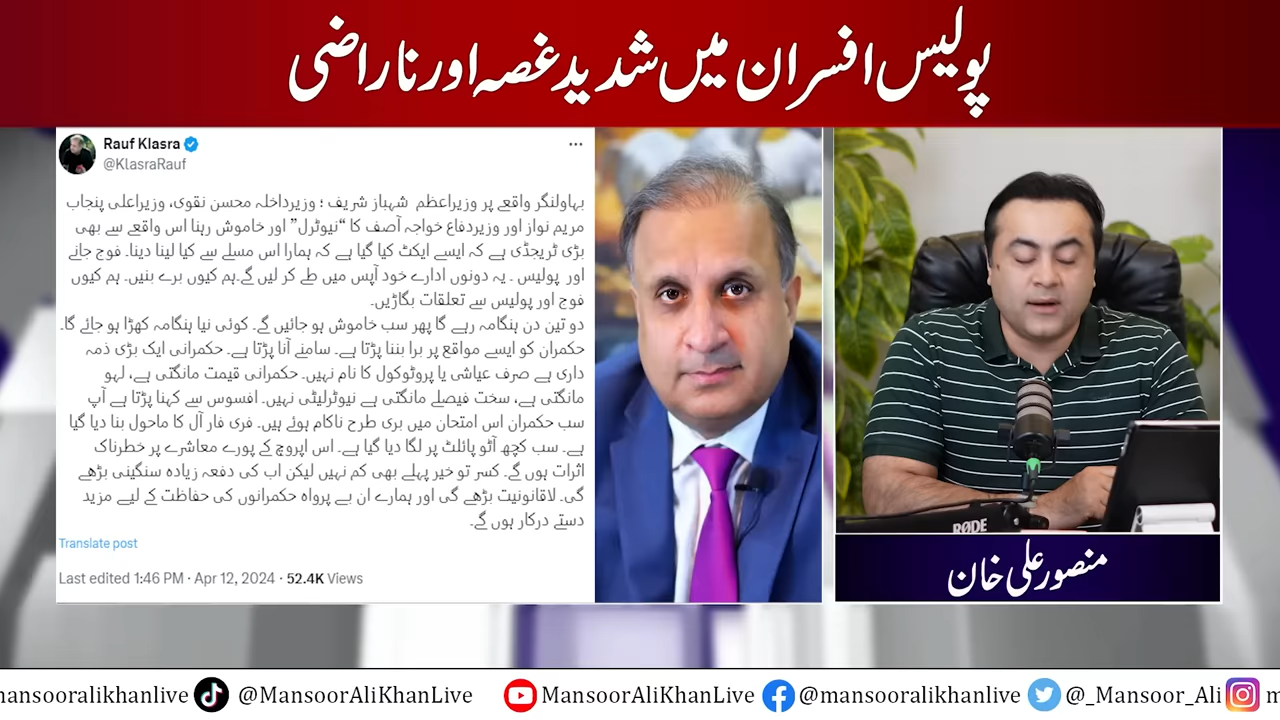 پولیس افسران میں شدید غصہ اور ناراضی
Rauf Klasra
@KlasraRauf
بہاولنگر واقعے پر وزیراعظم شہباز شریف ؛ وزیرداخلہ محسن نقوی، وزیراعلی پنجاب
مریم نواز اور وزیردفاع خواجہ آصف کا “نیوٹرل” اور خاموش رہنا اس واقعے سے بھی
بڑی ٹریجڈی ہے کہ ایسے ایکٹ کیا گیا ہے کہ ہمارا اس مسلے سے کیا لینا دینا۔ فوج جانے
اور پولیس ۔ یہ دونوں ادارے خود آپس میں طے کر لیں گے۔ہم کیوں برے بنیں۔ ہم کیوں
فوج اور پولیس سے تعلقات بگاڑیں۔
دو تین دن ہنگامہ رہے گا پھر سب خاموش ہو جائیں گے۔ کوئی نیا ہنگامہ کھڑا ہو جائے گا۔
حکمران کو ایسے مواقع پر برا بننا پڑتا ہے۔ سامنے آنا پڑتا ہے۔ حکمرانی ایک بڑی ذمہ
داری ہے صرف عیاشی یا پروٹوکول کا نام نہیں۔ حکمرانی قیمت مانگتی ہے، لہو
مانگتی ہے، سخت فیصلے مانگتی ہے نیوٹرلیٹی نہیں۔ افسوس سے کہنا پڑتا ہے آپ
سب حکمران اس امتحان میں بری طرح ناکام ہوئے ہیں۔ فری فار آل کا ماحول بنا دیا گیا
ہے۔ سب کچھ آٹو پائلٹ پر لگا دیا گیا ہے۔ اس اپروچ کے پورے معاشرے پر خطرناک
اثرات ہوں گے۔ کسر تو خیر پہلے بھی کم نہیں لیکن اب کی دفعہ زیادہ سنگینی بڑھے
گی۔ لاقانونیت بڑھے گی اور ہمارے ان بے پرواہ حکمرانوں کی حفاظت کے لیے مزید
دستے درکار ہوں گے۔
Translate post
Last edited 1:46 PM · Apr 12, 2024 · 52.4K Views
RØDE
منصور علی خان
mansooralikhanlive @MansoorAliKhanLive MansoorAliKhanLive @mansooralikhanlive @_Mansoor_Ali m